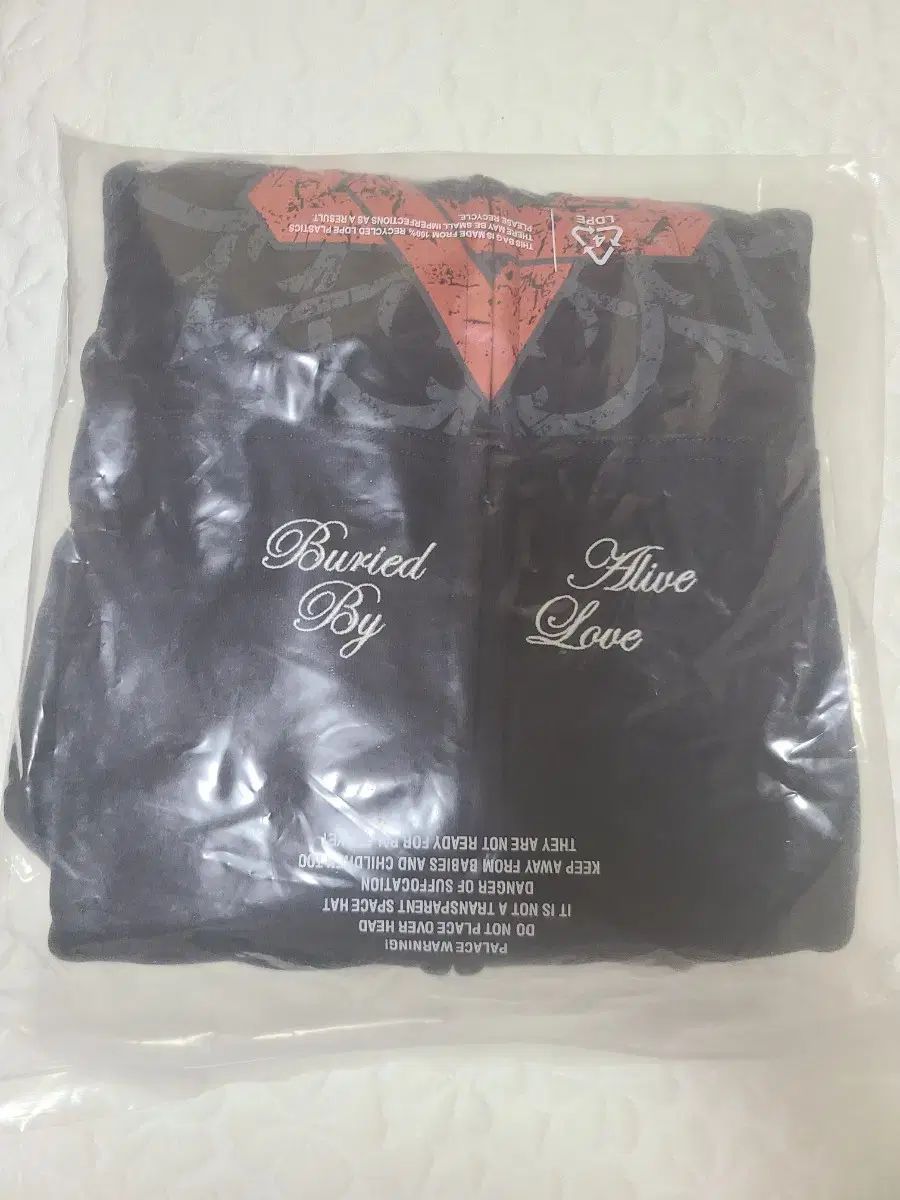 THIS BAG IS MADE FROM 100% RECYCLED LDPE PLASTICS
THERE MAY BE SMALL IMPERFECTIONS AS A RESULT.
PLEASE RECYCLE.
4
LDPE
Buried Alive
By Love
PALACE WARNING!
DO NOT PLACE OVER HEAD
IT IS NOT A TRANSPARENT SPACE HAT
DANGER OF SUFFOCATION
KEEP AWAY FROM BABIES AND CHILDREN TOO
THEY ARE NOT READY FOR